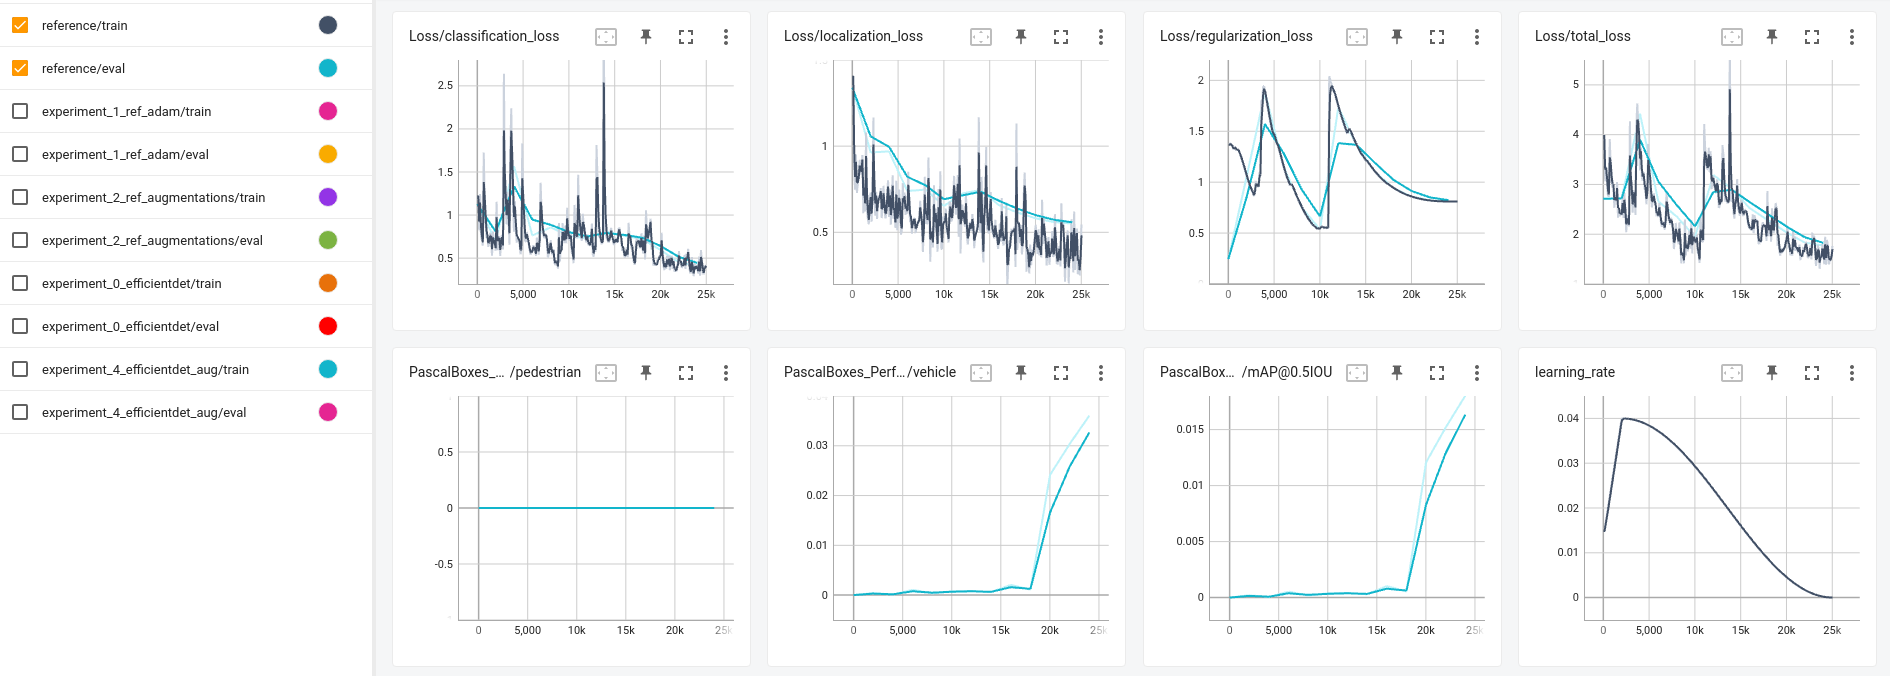 reference/train
reference/eval
experiment_1_ref_adam/train
experiment_1_ref_adam/eval
experiment_2_ref_augmentations/train
experiment_2_ref_augmentations/eval
experiment_0_efficientdet/train
experiment_0_efficientdet/eval
experiment_4_efficientdet_aug/train
experiment_4_efficientdet_aug/eval
Loss/classification_loss
2.5
2
1.5
1
0.5
0 5,000 10k 15k 20k 25k
Loss/localization_loss
1
0.5
0 5,000 10k 15k 20k 25k
Loss/regularization_loss
2
1.5
1
0.5
0 5,000 10k 15k 20k 25k
Loss/total_loss
5
4
3
2
0 5,000 10k 15k 20k 25k
PascalBoxes_... /pedestrian
0.5
0
-0.5
0 5,000 10k 15k 20k 25k
PascalBoxes_Perf.../vehicle
0.03
0.02
0.01
0
0 5,000 10k 15k 20k 25k
PascalBox... /mAP@0.5IOU
0.015
0.01
0.005
0
0 5,000 10k 15k 20k 25k
learning_rate
0.04
0.03
0.02
0.01
0
0 5,000 10k 15k 20k 25k